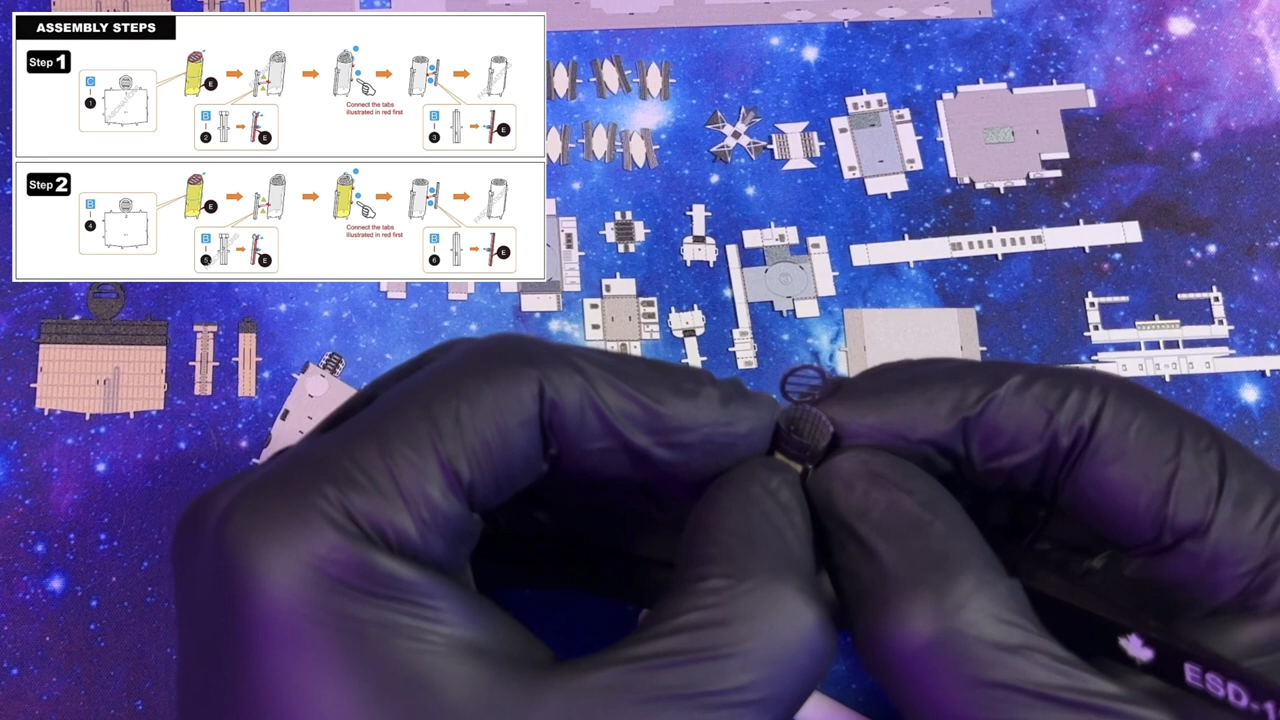 ASSEMBLY STEPS
Step 1
C
1
E
B
2
E
Connect the tabs
illustrated in red first
B
3
E
Step 2
B
4
E
B
5
E
Connect the tabs
illustrated in red first
B
6
E
ESD-1